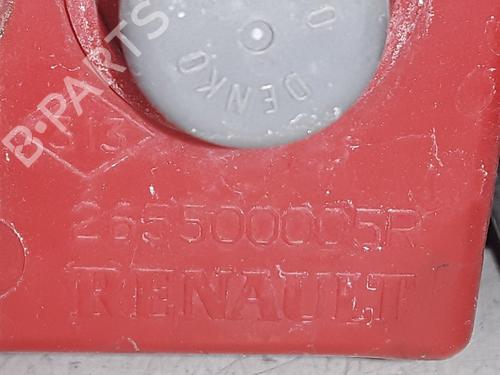 O DENKO
B-PARTS
313
265500005R
RENAULT